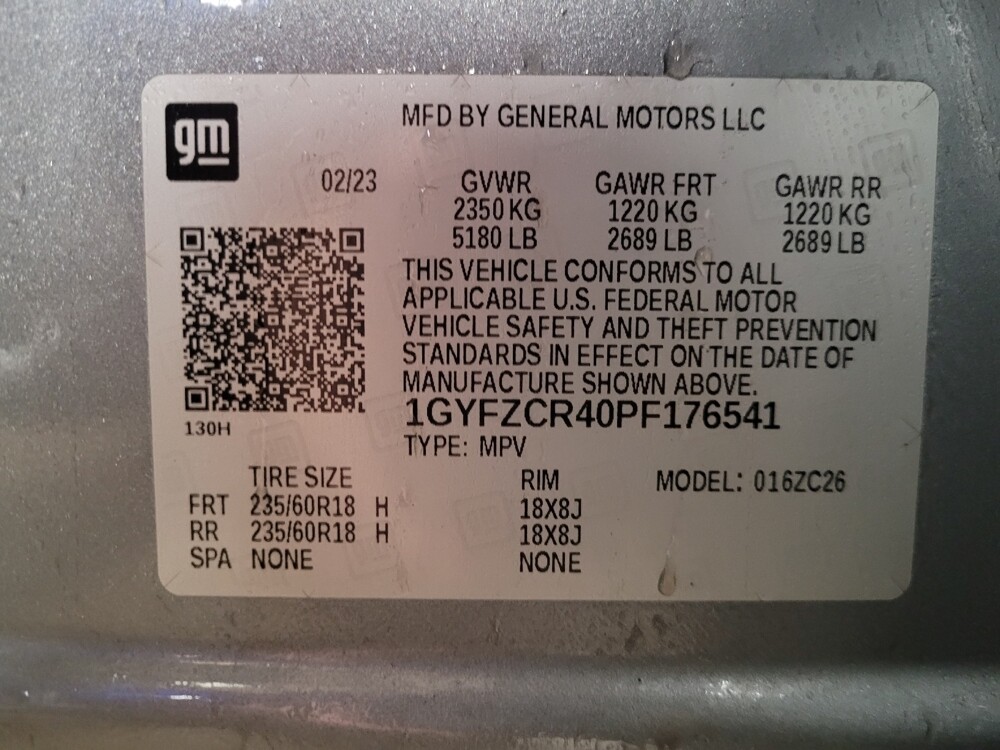 gm
MFD BY GENERAL MOTORS LLC
02/23 GVWR GAWR FRT GAWR RR
2350 KG 1220 KG 1220 KG
5180 LB 2689 LB 2689 LB
THIS VEHICLE CONFORMS TO ALL
APPLICABLE U.S. FEDERAL MOTOR
VEHICLE SAFETY AND THEFT PREVENTION
STANDARDS IN EFFECT ON THE DATE OF
MANUFACTURE SHOWN ABOVE.
1GYFZCR40PF176541
130H
TYPE: MPV
TIRE SIZE RIM MODEL: 016ZC26
FRT 235/60R18 H 18X8J
RR 235/60R18 H 18X8J
SPA NONE NONE